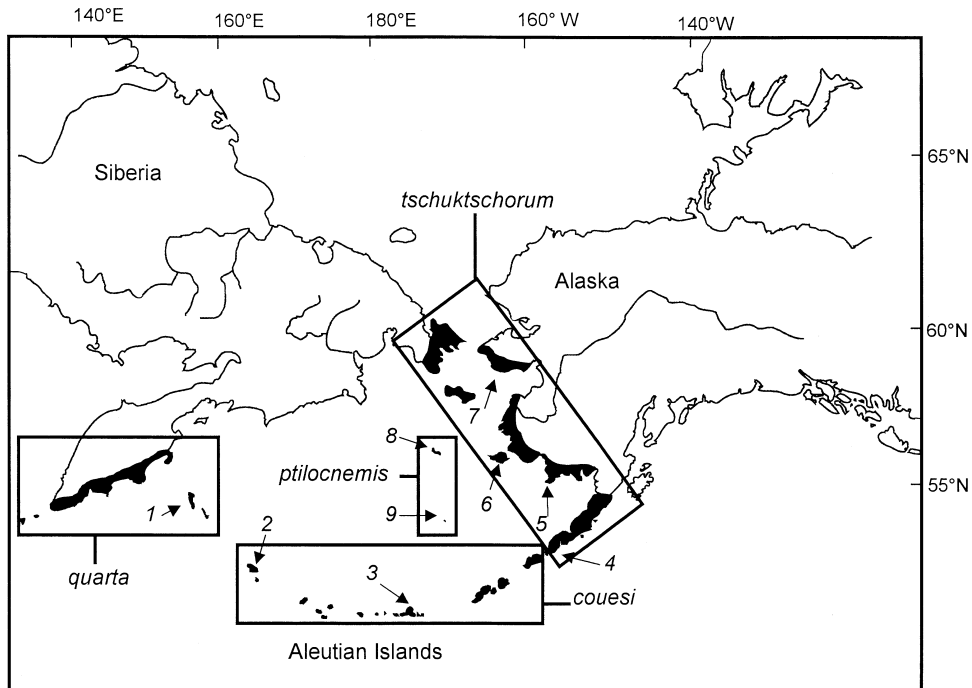 140°E 160°E 180°E 160° W 140°W
65°N
Siberia
tschuktschorum
Alaska
60°N
7
8
ptilocnemis
6
5
55°N
1
9
2
4
3
quarta
couesi
Aleutian Islands